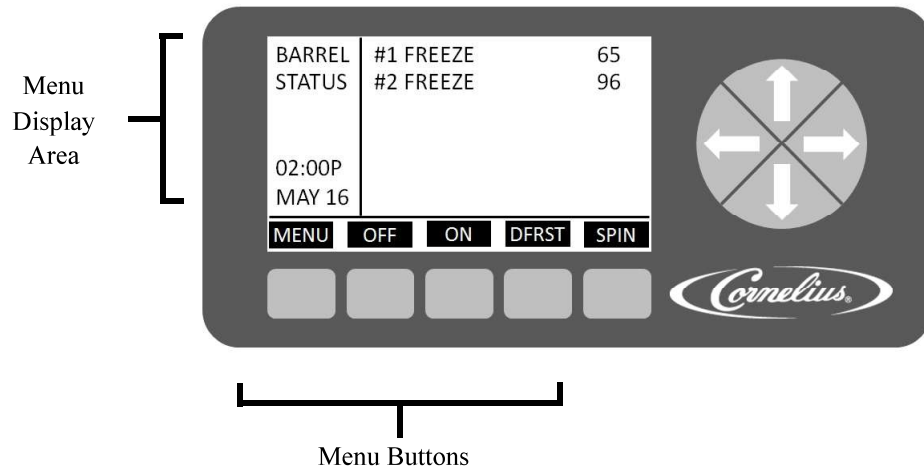 Menu
Display
Area
BARREL #1 FREEZE 65
STATUS #2 FREEZE 96
02:00P
MAY 16
MENU OFF ON DFRST SPIN
Cornelius®
Menu Buttons